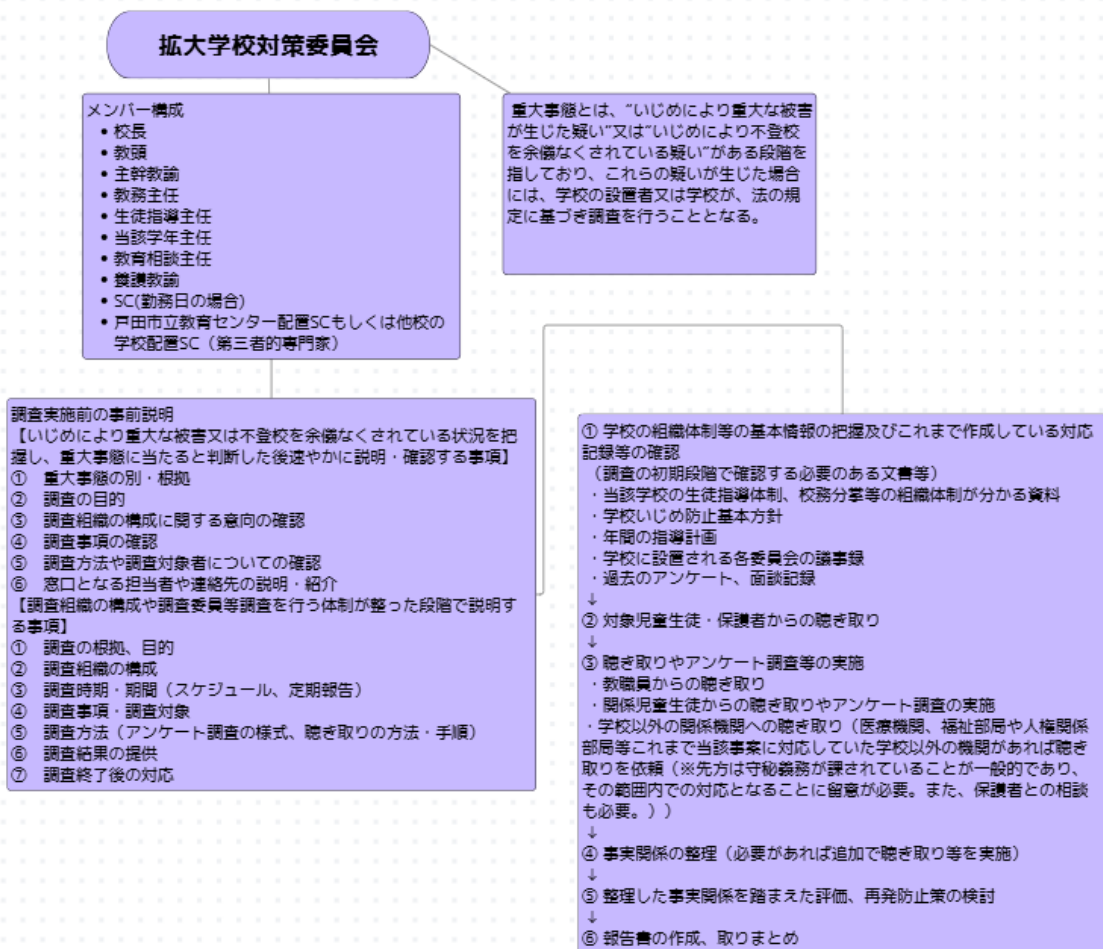 拡大学校対策委員会
メンバー構成
• 校長
• 教頭
• 主幹教諭
• 教務主任
• 生徒指導主任
• 当該学年主任
• 教育相談主任
• 養護教諭
• SC(勤務日の場合)
• 戸田市立教育センター配置SCもしくは他校の
学校配置SC（第三者的専門家）
重大事態とは、“いじめにより重大な被害
が生じた疑い”又は“いじめにより不登校
を余儀なくされている疑い”がある段階を
指しており、これらの疑いが生じた場合
には、学校の設置者又は学校が、法の規
定に基づき調査を行うこととなる。
調査実施前の事前説明
【いじめにより重大な被害又は不登校を余儀なくされている状況を把
握し、重大事態に当たると判断した後速やかに説明・確認する事項】
①　重大事態の別・根拠
②　調査の目的
③　調査組織の構成に関する意向の確認
④　調査事項の確認
⑤　調査方法や調査対象者についての確認
⑥　窓口となる担当者や連絡先の説明・紹介
【調査組織の構成や調査委員等調査を行う体制が整った段階で説明す
る事項】
①　調査の根拠、目的
②　調査組織の構成
③　調査時期・期間（スケジュール、定期報告）
④　調査事項・調査対象
⑤　調査方法（アンケート調査の様式、聴き取りの方法・手順）
⑥　調査結果の提供
⑦　調査終了後の対応
① 学校の組織体制等の基本情報の把握及びこれまで作成している対応
記録等の確認
（調査の初期段階で確認する必要のある文書等）
・当該学校の生徒指導体制、校務分掌等の組織体制が分かる資料
・学校いじめ防止基本方針
・年間の指導計画
・学校に設置される各委員会の議事録
・過去のアンケート、面談記録
↓
② 対象児童生徒・保護者からの聴き取り
↓
③ 聴き取りやアンケート調査等の実施
・教職員からの聴き取り
・関係児童生徒からの聴き取りやアンケート調査の実施
・学校以外の関係機関への聴き取り（医療機関、福祉部局や人権関係
部局等これまで当該事案に対応していた学校以外の機関があれば聴き
取りを依頼（※先方は守秘義務が課されていることが一般的であり、
その範囲内での対応となることに留意が必要。また、保護者との相談
も必要。））
↓
④ 事実関係の整理（必要があれば追加で聴き取り等を実施）
↓
⑤ 整理した事実関係を踏まえた評価、再発防止策の検討
↓
⑥ 報告書の作成、取りまとめ